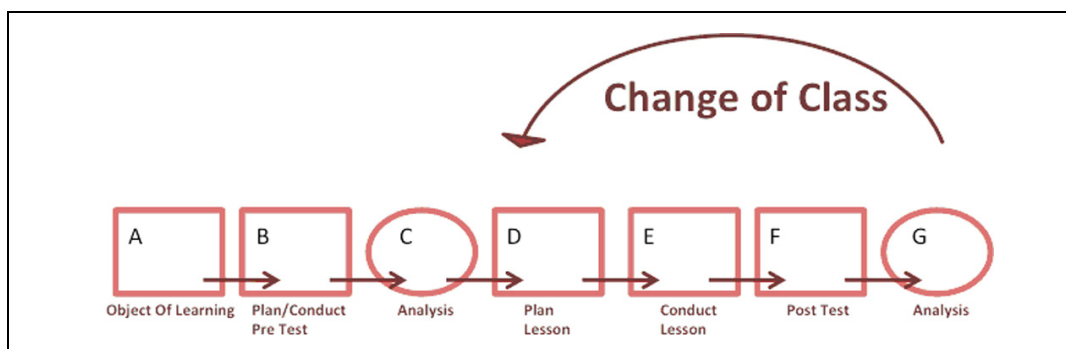 Change of Class
A
B
C
D
E
F
G
Object Of Learning
Plan/Conduct
Pre Test
Analysis
Plan
Lesson
Conduct
Lesson
Post Test
Analysis